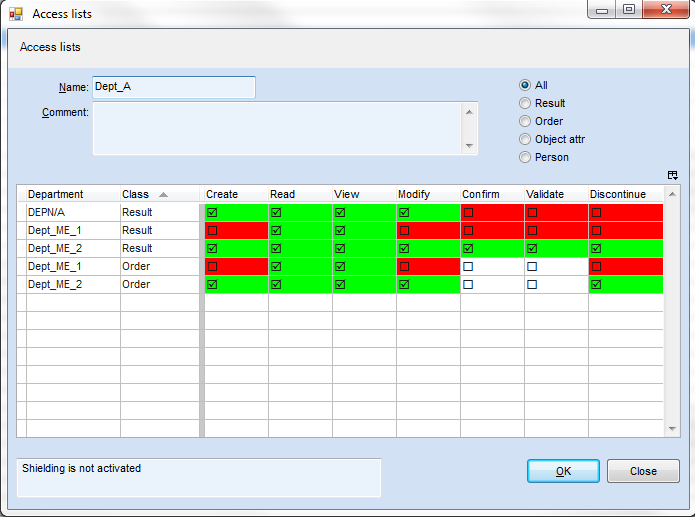 Access lists
Access lists
Name: Dept_A
Comment:
All
Result
Order
Object attr
Person
Department Class Create Read View Modify Confirm Validate Discontinue
DEPN/A Result
Dept_ME_1 Result
Dept_ME_2 Result
Dept_ME_1 Order
Dept_ME_2 Order
Shielding is not activated
OK Close